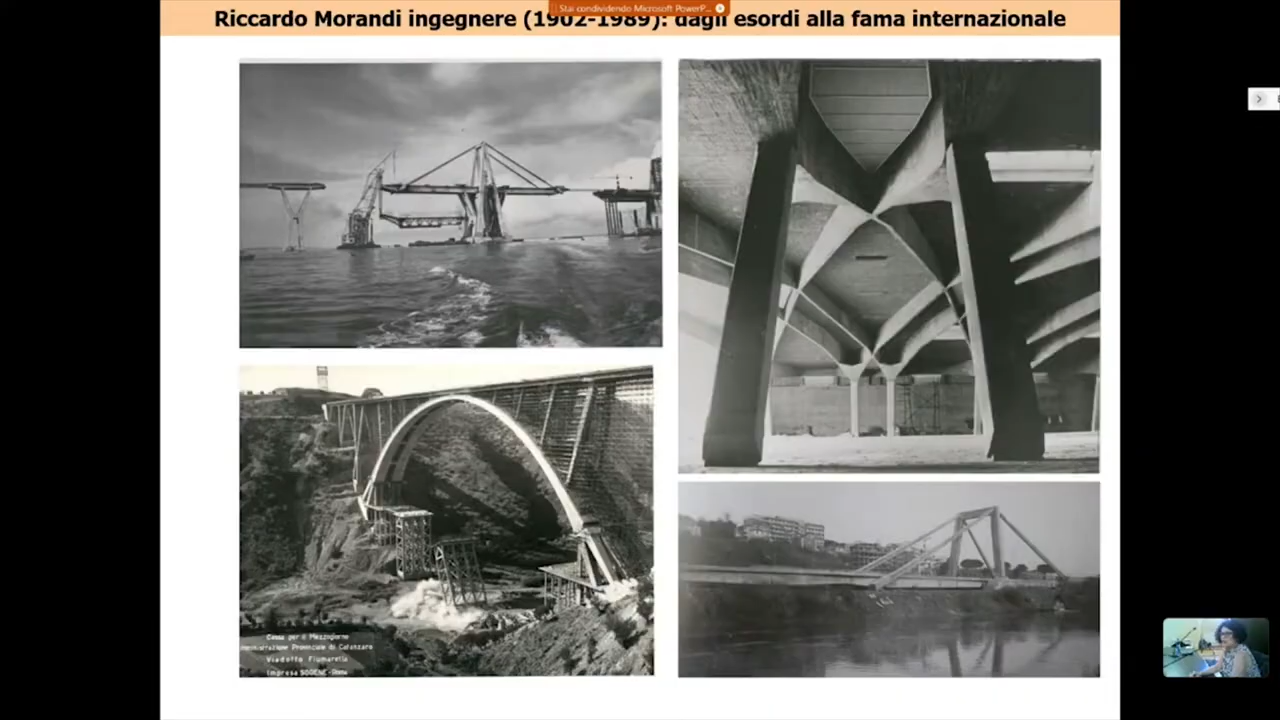 Riccardo Morandi ingegnere (1902-1989): dagli esordi alla fama internazionale
Stai condividendo Microsoft PowerP...
Cassa per il Mezzogiorno
Amministrazione Provinciale di Catanzaro
Viadotto Fiumarella
Impresa SOGENE-Roma